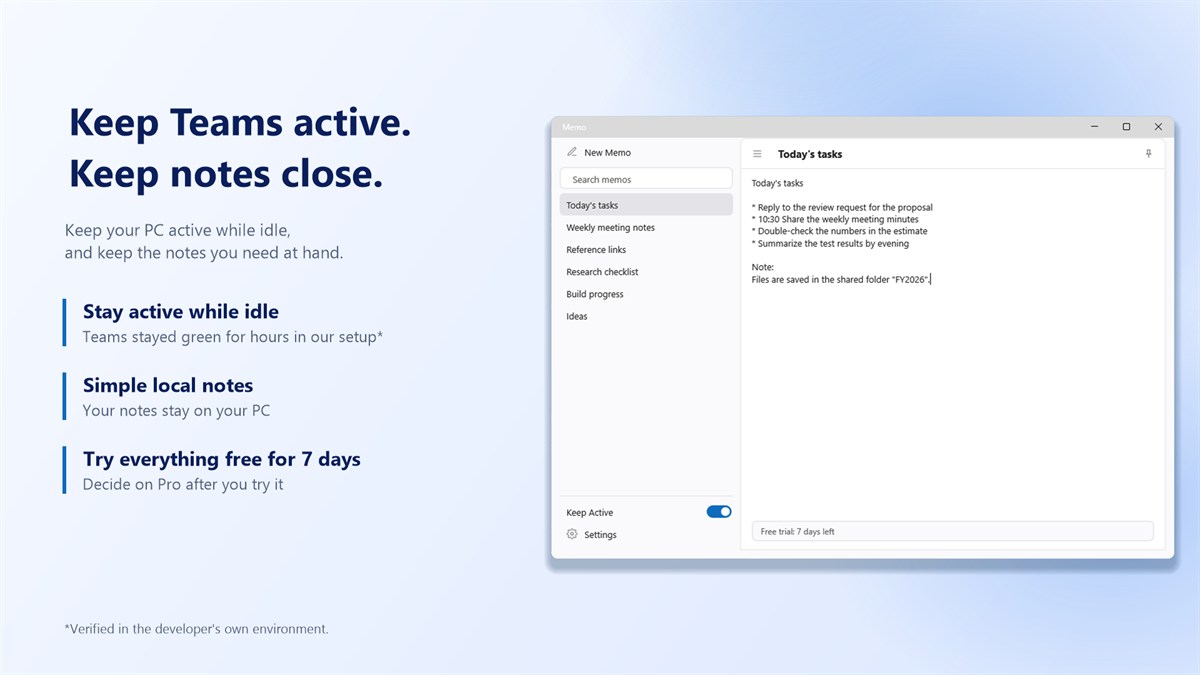 Keep Teams active.
Keep notes close.
Keep your PC active while idle,
and keep the notes you need at hand.
Stay active while idle
Teams stayed green for hours in our setup*
Simple local notes
Your notes stay on your PC
Try everything free for 7 days
Decide on Pro after you try it
*Verified in the developer's own environment.
Memo
New Memo
Search memos
Today's tasks
Weekly meeting notes
Reference links
Research checklist
Build progress
Ideas
Keep Active
Settings
Today's tasks
Today's tasks
* Reply to the review request for the proposal
* 10:30 Share the weekly meeting minutes
* Double-check the numbers in the estimate
* Summarize the test results by evening
Note:
Files are saved in the shared folder "FY2026".
Free trial: 7 days left